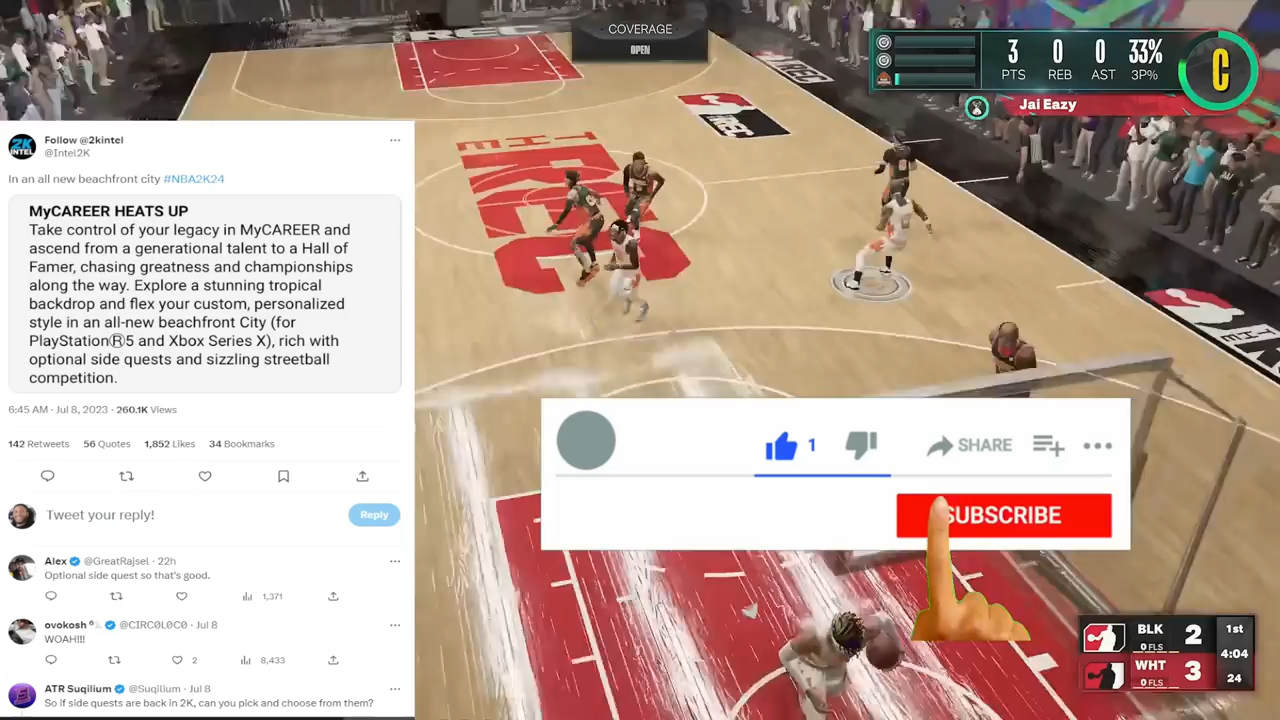 COVERAGE
OPEN
3 0 0 33%
PTS REB AST 3P%
C
Jai Eazy
REC
THE
REC
2K
INTEL
Follow @2kintel
@Intel2K
In an all new beachfront city #NBA2K24
MyCAREER HEATS UP
Take control of your legacy in MyCAREER and
ascend from a generational talent to a Hall of
Famer, chasing greatness and championships
along the way. Explore a stunning tropical
backdrop and flex your custom, personalized
style in an all-new beachfront City (for
PlayStation®5 and Xbox Series X), rich with
optional side quests and sizzling streetball
competition.
6:45 AM · Jul 8, 2023 · 260.1K Views
142 Retweets 56 Quotes 1,852 Likes 34 Bookmarks
Tweet your reply!
Reply
Alex @GreatRajsel · 22h
Optional side quest so that's good.
1,371
ovokosh @CIRC0L0C0 · Jul 8
WOAH!!!
2 8,433
ATR Suqilium @Suqilium · Jul 8
So if side quests are back in 2K, can you pick and choose from them?
1 SHARE
SUBSCRIBE
BLK 2 1st
0 FLS
4:04
WHT 3
0 FLS
24